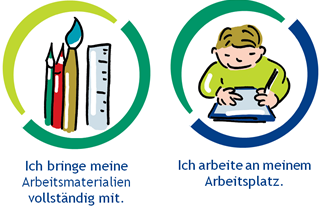 Ich bringe meine
Arbeitsmaterialien
vollständig mit.
Ich arbeite an meinem
Arbeitsplatz.